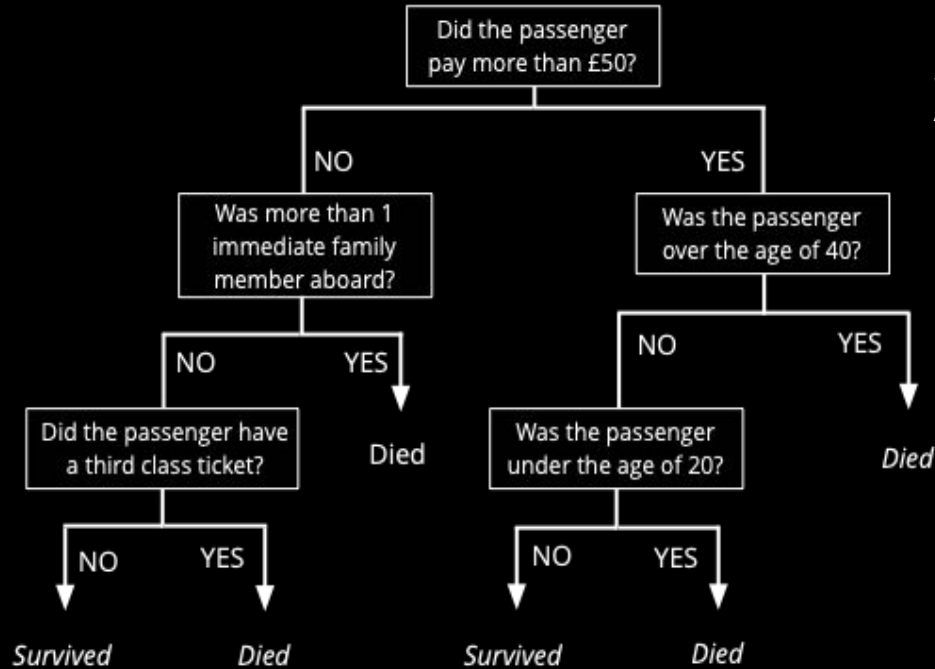 Did the passenger
pay more than £50?
NO
YES
Was more than 1
immediate family
member aboard?
Was the passenger
over the age of 40?
NO
YES
NO
YES
Did the passenger have
a third class ticket?
Died
Was the passenger
under the age of 20?
Died
NO
YES
NO
YES
Survived
Died
Survived
Died